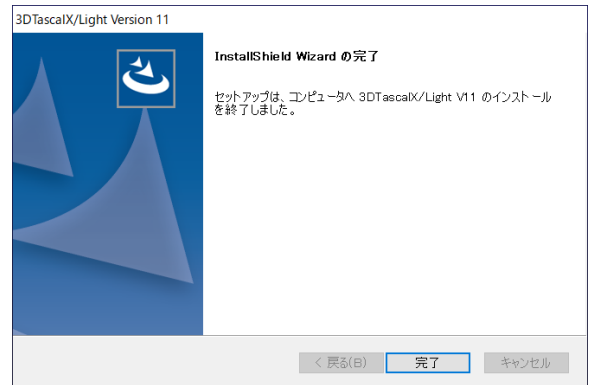 3DTascalX/Light Version 11
InstallShield Wizard の完了
セットアップは、コンピュータへ 3DTascalX/Light V11 のインストール
を終了しました。
< 戻る(B)
完了
キャンセル